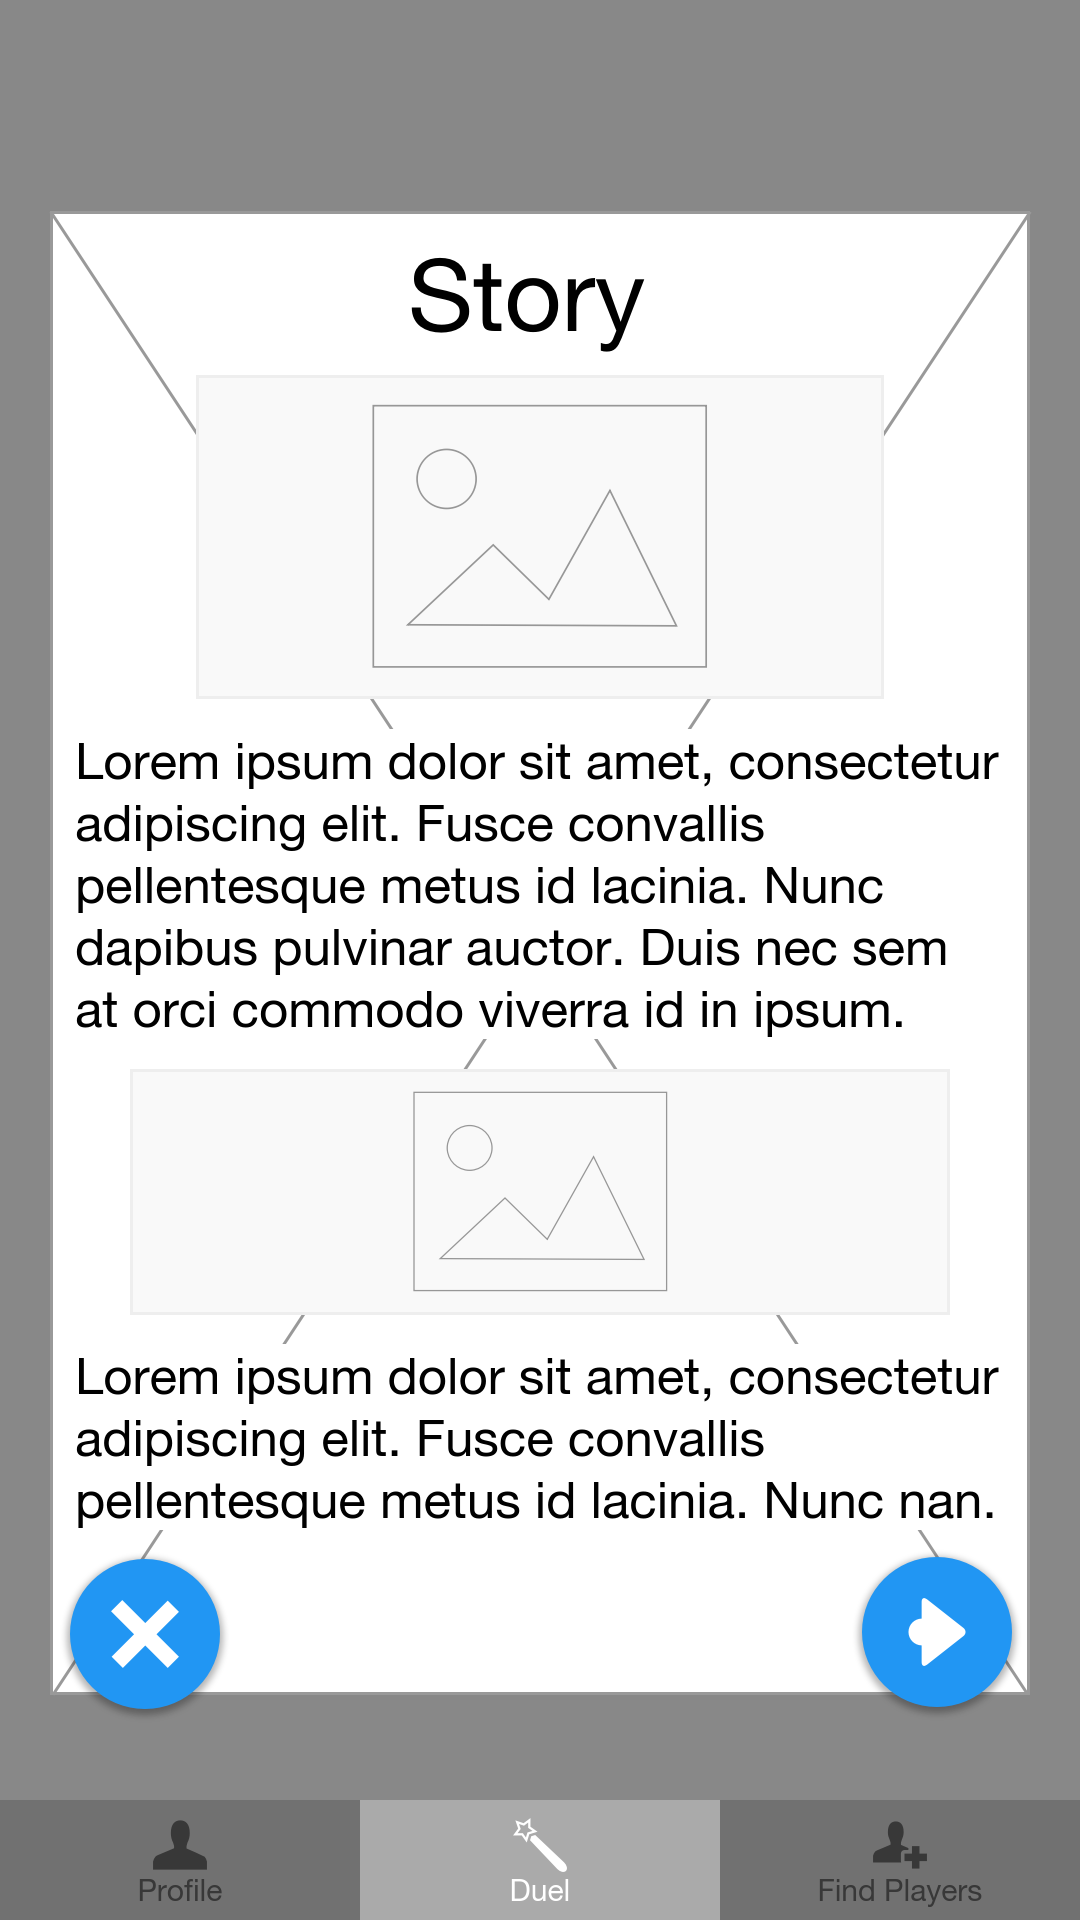 Story
Lorem ipsum dolor sit amet, consectetur
adipiscing elit. Fusce convallis
pellentesque metus id lacinia. Nunc
dapibus pulvinar auctor. Duis nec sem
at orci commodo viverra id in ipsum.
Lorem ipsum dolor sit amet, consectetur
adipiscing elit. Fusce convallis
pellentesque metus id lacinia. Nunc nan.
Profile
Duel
Find Players